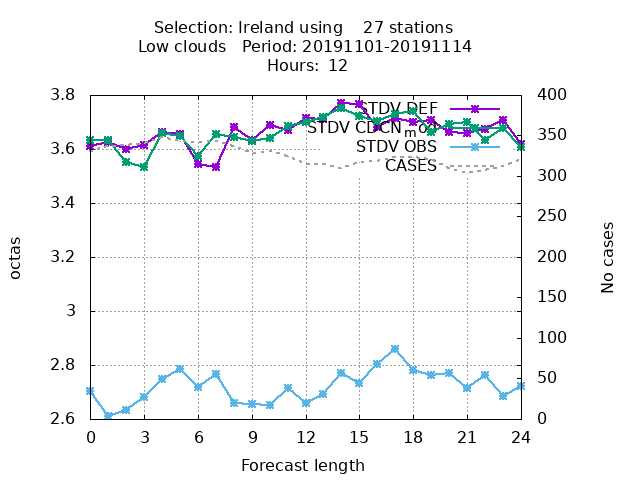 Selection: Ireland using 27 stations
Low clouds Period: 20191101-20191114
Hours: 12
3.8
3.6
3.4
3.2
3
2.8
2.6
400
350
300
250
200
150
100
50
0
0 3 6 9 12 15 18 21 24
octas
No cases
Forecast length
STDV DEF
STDV CDCN
STDV OBS
CASES